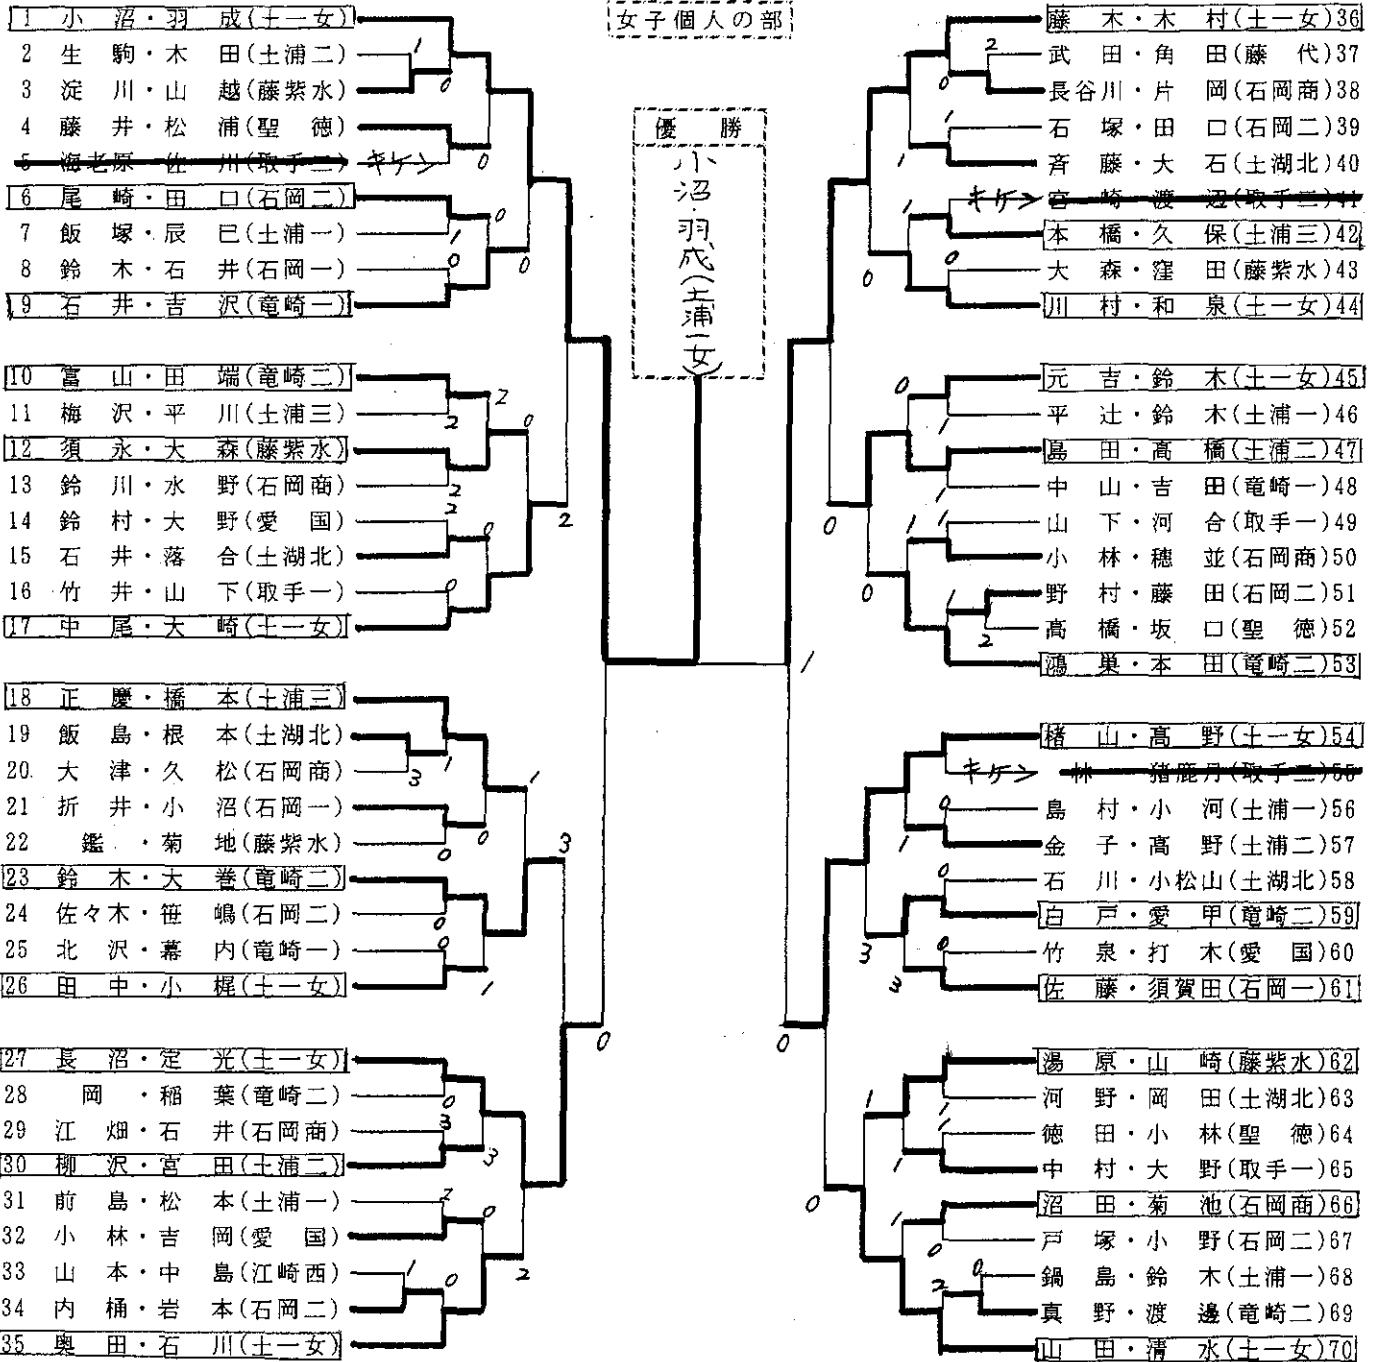 女子個人の部
優 勝
小沼・羽成(土浦一女)
1 小 沼・羽 成(土一女)
2 生 駒・木 田(土浦二)
3 淀 川・山 越(藤紫水)
4 藤 井・松 浦(聖 徳)
5 海老原 佐 川(取手二) キケン
6 尾 崎・田 口(石岡二)
7 飯 塚・辰 巳(土浦一)
8 鈴 木・石 井(石岡一)
9 石 井・吉 沢(竜崎一)
10 富 山・田 端(竜崎二)
11 梅 沢・平 川(土浦三)
12 須 永・大 森(藤紫水)
13 鈴 川・水 野(石岡商)
14 鈴 村・大 野(愛 国)
15 石 井・落 合(土湖北)
16 竹 井・山 下(取手一)
17 中 尾・大 崎(土一女)
18 正 慶・橋 本(土浦三)
19 飯 島・根 本(土湖北)
20 大 津・久 松(石岡商)
21 折 井・小 沼(石岡一)
22 鑑 ・菊 地(藤紫水)
23 鈴 木・大 巻(竜崎二)
24 佐々木・笹 嶋(石岡二)
25 北 沢・幕 内(竜崎一)
26 田 中・小 梶(土一女)
27 長 沼・定 光(土一女)
28 岡 ・稲 葉(竜崎二)
29 江 畑・石 井(石岡商)
30 柳 沢・宮 田(土浦二)
31 前 島・松 本(土浦一)
32 小 林・吉 岡(愛 国)
33 山 本・中 島(江崎西)
34 内 桶・岩 本(石岡二)
35 奥 田・石 川(土一女)
藤 木・木 村(土一女)36
武 田・角 田(藤 代)37
長谷川・片 岡(石岡商)38
石 塚・田 口(石岡二)39
斉 藤・大 石(土湖北)40
キケン 宮 崎・渡 辺(取手二)41
本 橋・久 保(土浦三)42
大 森・窪 田(藤紫水)43
川 村・和 泉(土一女)44
元 吉・鈴 木(土一女)45
平 辻・鈴 木(土浦一)46
島 田・高 橋(土浦二)47
中 山・吉 田(竜崎一)48
山 下・河 合(取手一)49
小 林・穂 並(石岡商)50
野 村・藤 田(石岡二)51
高 橋・坂 口(聖 徳)52
鴻 巣・本 田(竜崎二)53
楮 山・高 野(土一女)54
キケン 林 猪鹿月(取手二)55
島 村・小 河(土浦一)56
金 子・高 野(土浦二)57
石 川・小松山(土湖北)58
白 戸・愛 甲(竜崎二)59
竹 泉・打 木(愛 国)60
佐 藤・須賀田(石岡一)61
湯 原・山 崎(藤紫水)62
河 野・岡 田(土湖北)63
徳 田・小 林(聖 徳)64
中 村・大 野(取手一)65
沼 田・菊 池(石岡商)66
戸 塚・小 野(石岡二)67
鍋 島・鈴 木(土浦一)68
真 野・渡 邊(竜崎二)69
山 田・清 水(土一女)70